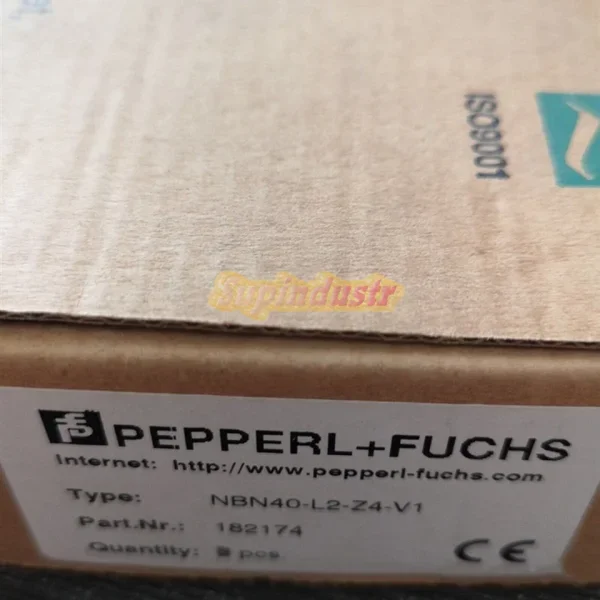 ISO9001
Supindustr
PEPPERL+FUCHS
Internet: http://www.pepperl-fuchs.com
Type: NBN40-L2-Z4-V1
Part.Nr.: 182174
Quantity: pcs
CE